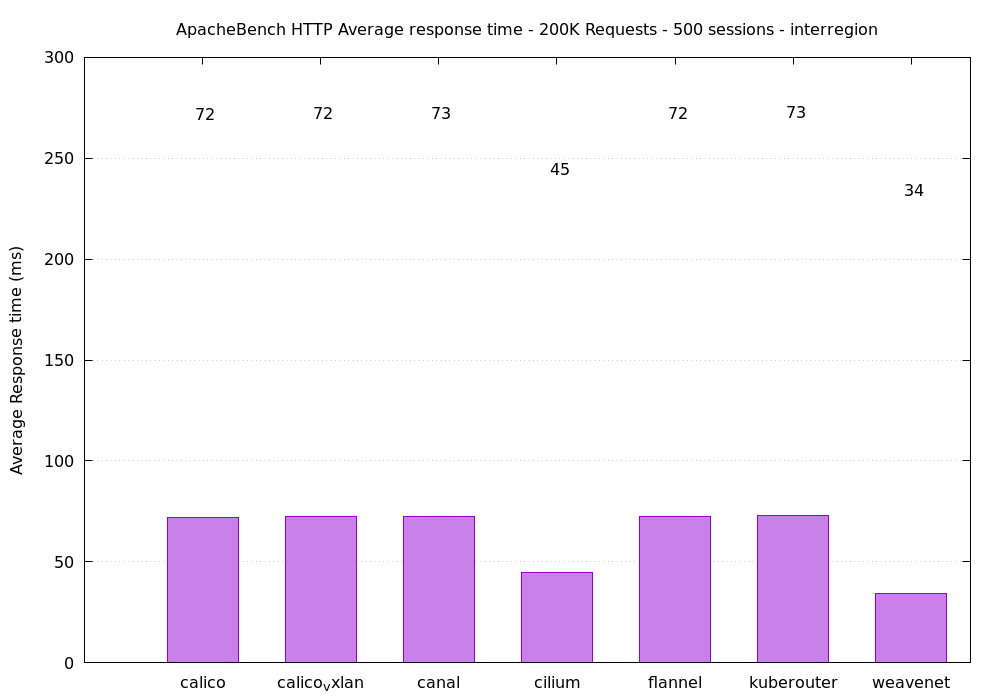 ApacheBench HTTP Average response time - 200K Requests - 500 sessions - interregion
Average Response time (ms)
300
250
200
150
100
50
0
72
72
73
45
72
73
34
calico
calicovxlan
canal
cilium
flannel
kuberouter
weavenet